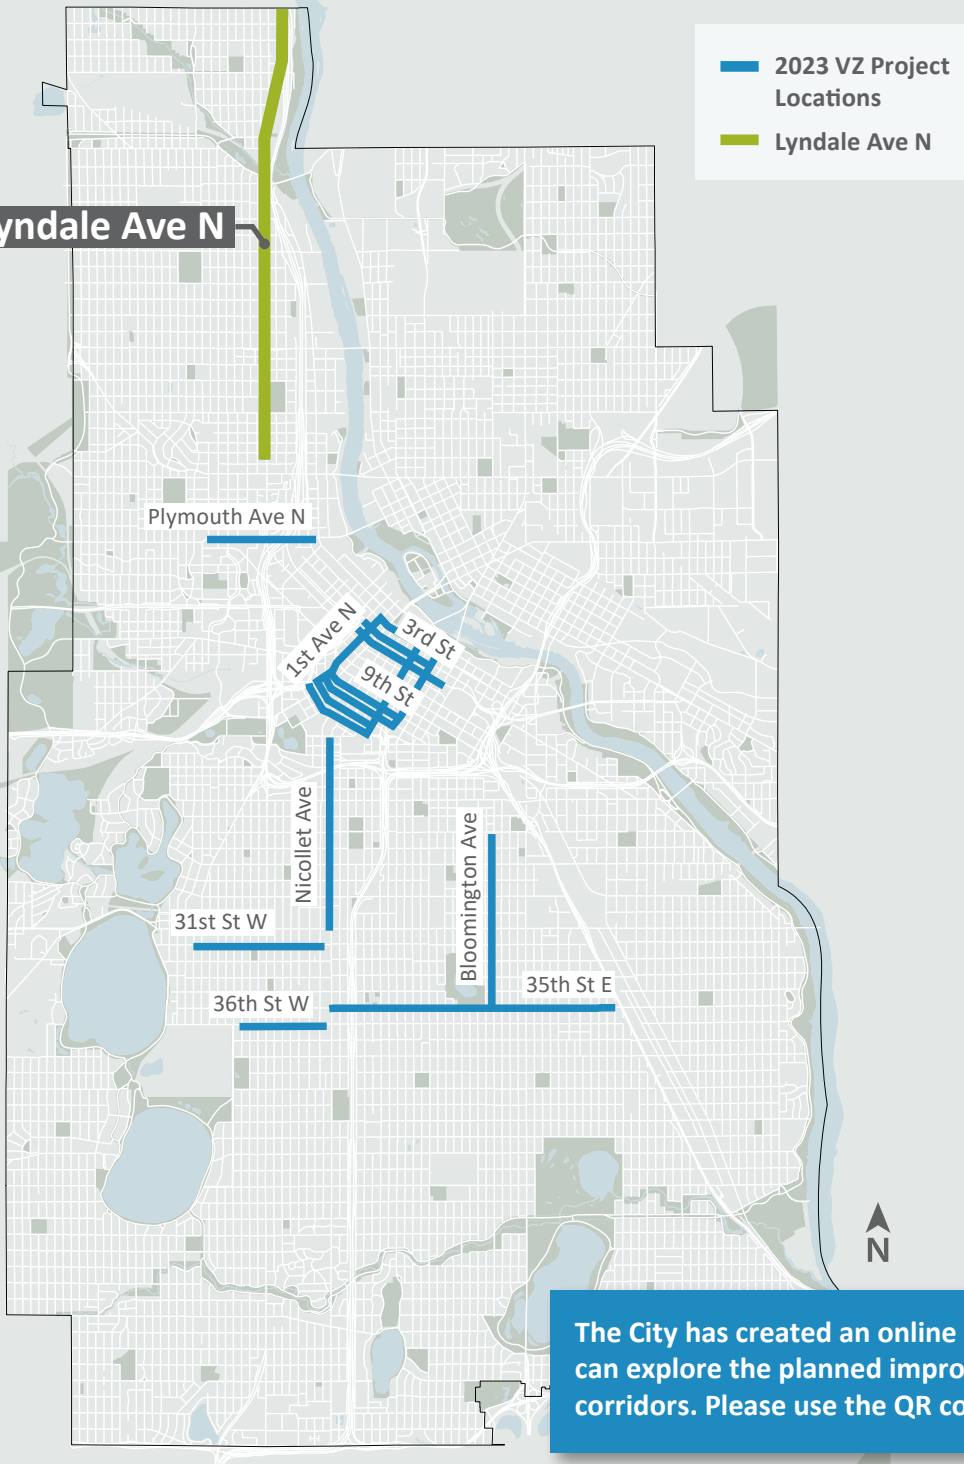 2023 VZ Project
Locations
Lyndale Ave N
yndale Ave N
Plymouth Ave N
1st Ave N
3rd St
9th St
Nicollet Ave
Bloomington Ave
31st St W
35th St E
36th St W
N
The City has created an online
can explore the planned impro
corridors. Please use the QR co